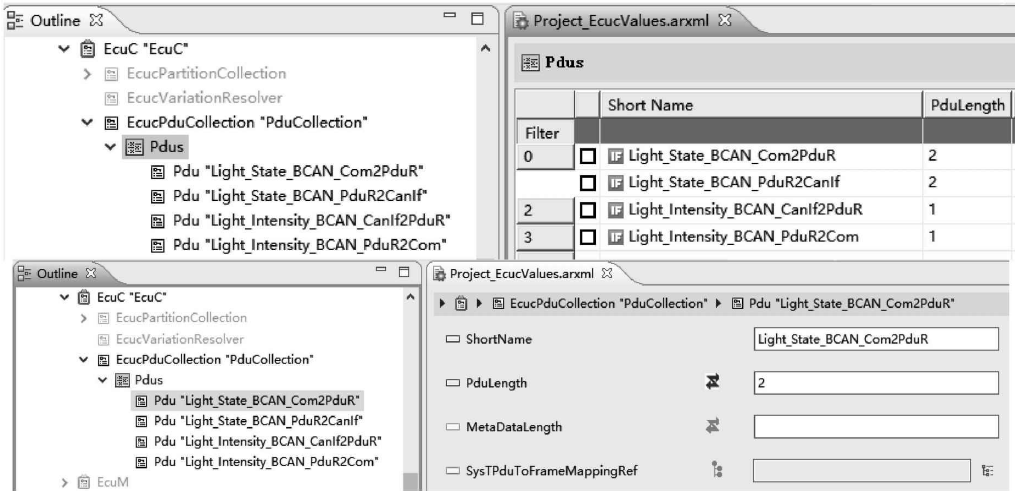 Outline
EcuC "EcuC"
EcucPartitionCollection
EcucVariationResolver
EcucPduCollection "PduCollection"
Pdus
Pdu "Light_State_BCAN_Com2PduR"
Pdu "Light_State_BCAN_PduR2CanIf"
Pdu "Light_Intensity_BCAN_CanIf2PduR"
Pdu "Light_Intensity_BCAN_PduR2Com"
Project_EcucValues.arxml
Pdus
Short Name PduLength
Filter
0 Light_State_BCAN_Com2PduR 2
Light_State_BCAN_PduR2CanIf 2
2 Light_Intensity_BCAN_CanIf2PduR 1
3 Light_Intensity_BCAN_PduR2Com 1
Outline
EcuC "EcuC"
EcucPartitionCollection
EcucVariationResolver
EcucPduCollection "PduCollection"
Pdus
Pdu "Light_State_BCAN_Com2PduR"
Pdu "Light_State_BCAN_PduR2CanIf"
Pdu "Light_Intensity_BCAN_CanIf2PduR"
Pdu "Light_Intensity_BCAN_PduR2Com"
EcuM
Project_EcucValues.arxml
EcucPduCollection "PduCollection" Pdu "Light_State_BCAN_Com2PduR"
ShortName Light_State_BCAN_Com2PduR
PduLength 2
MetaDataLength
SysTPduToFrameMappingRef